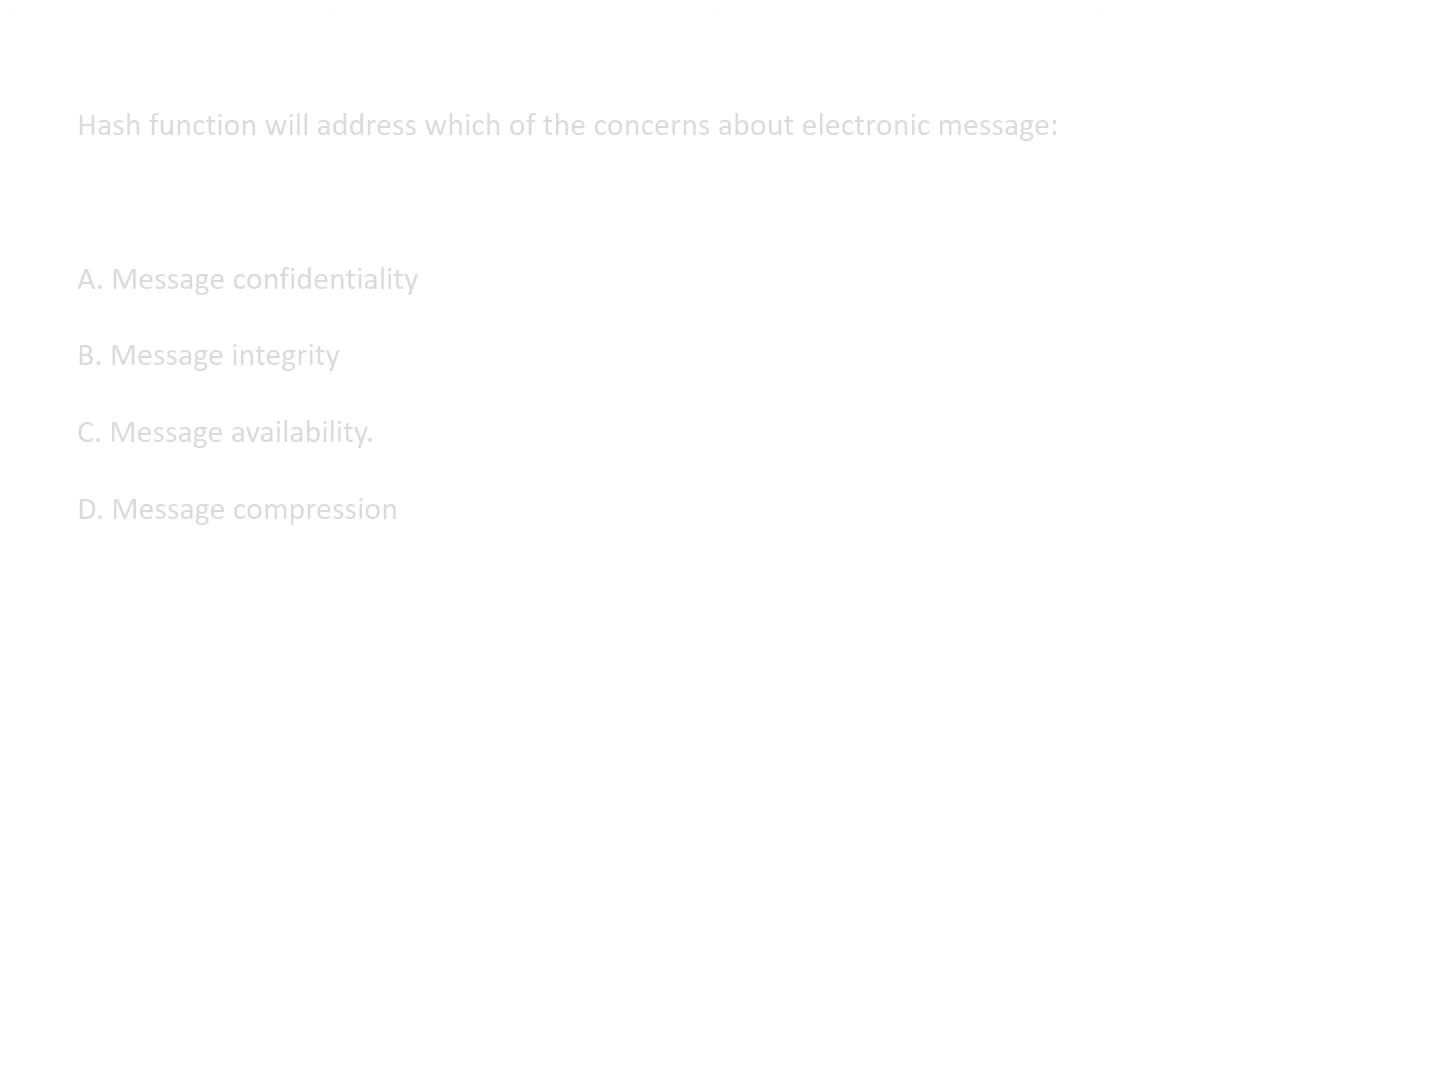 Hash function will address which of the concerns about electronic message:
A. Message confidentiality
B. Message integrity
C. Message availability.
D. Message compression